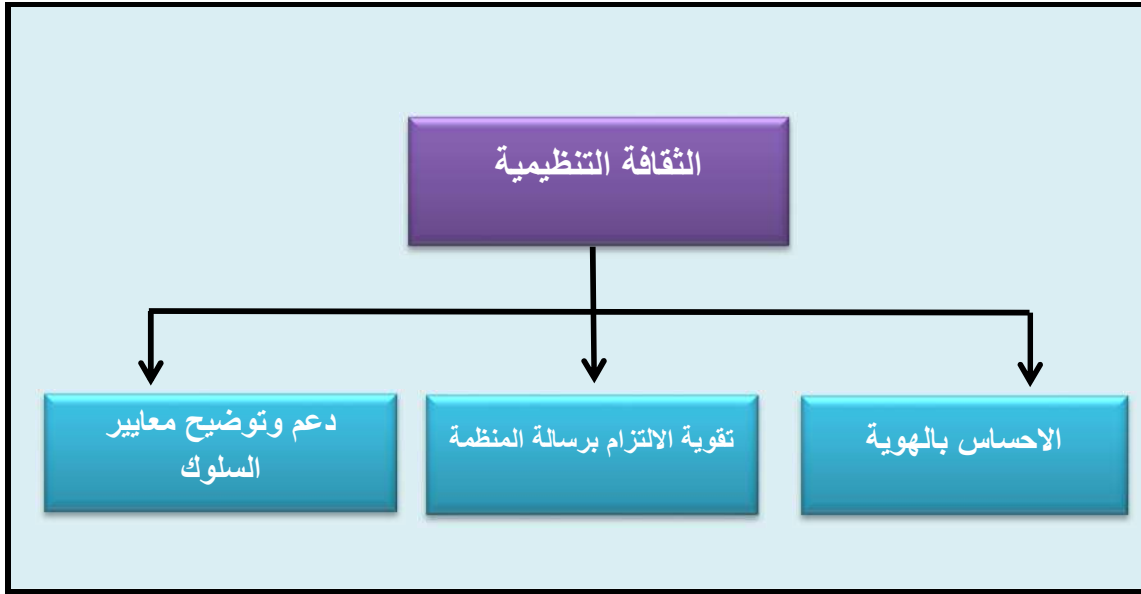 الثقافة التنظيمية
الاحساس بالهوية
تقوية الالتزام برسالة المنظمة
دعم وتوضيح معايير
السلوك